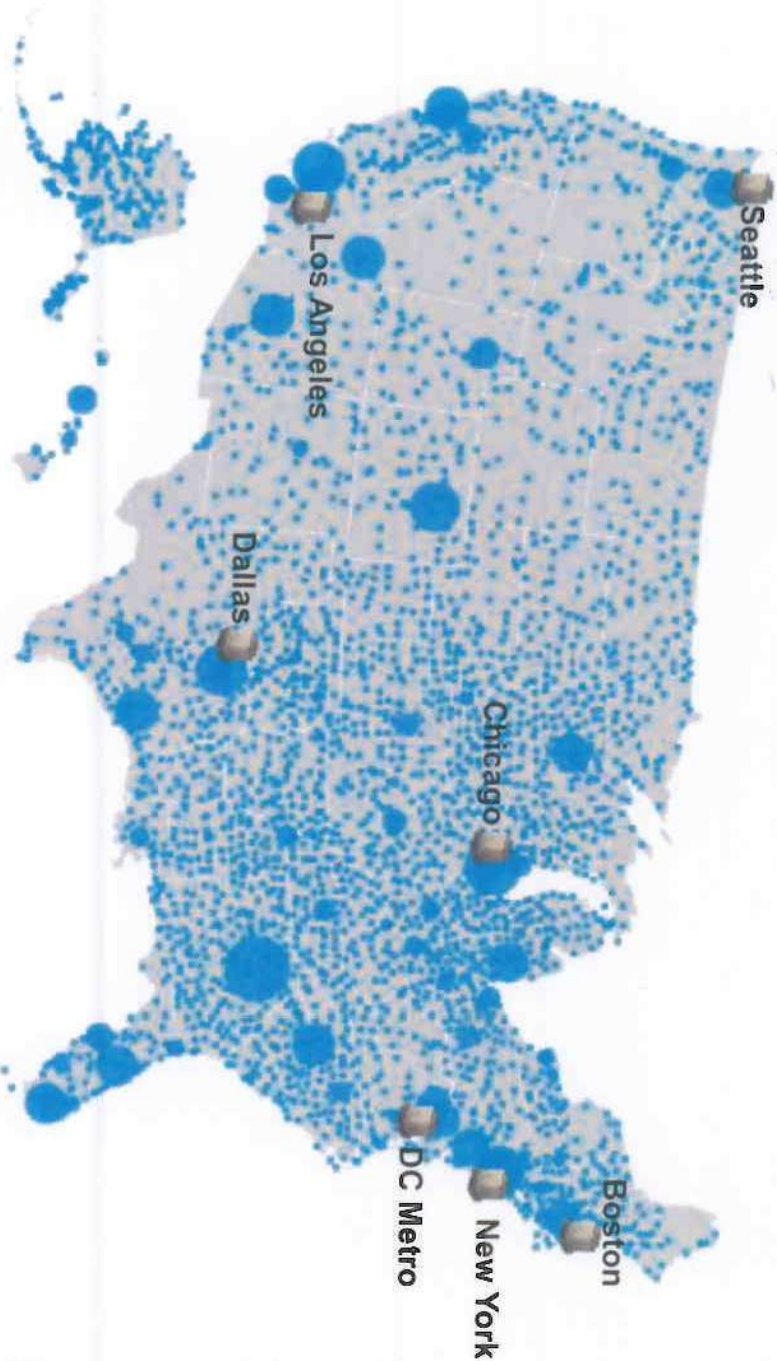 Seattle
Los Angeles
Dallas
Chicago
DC Metro
New York
Boston